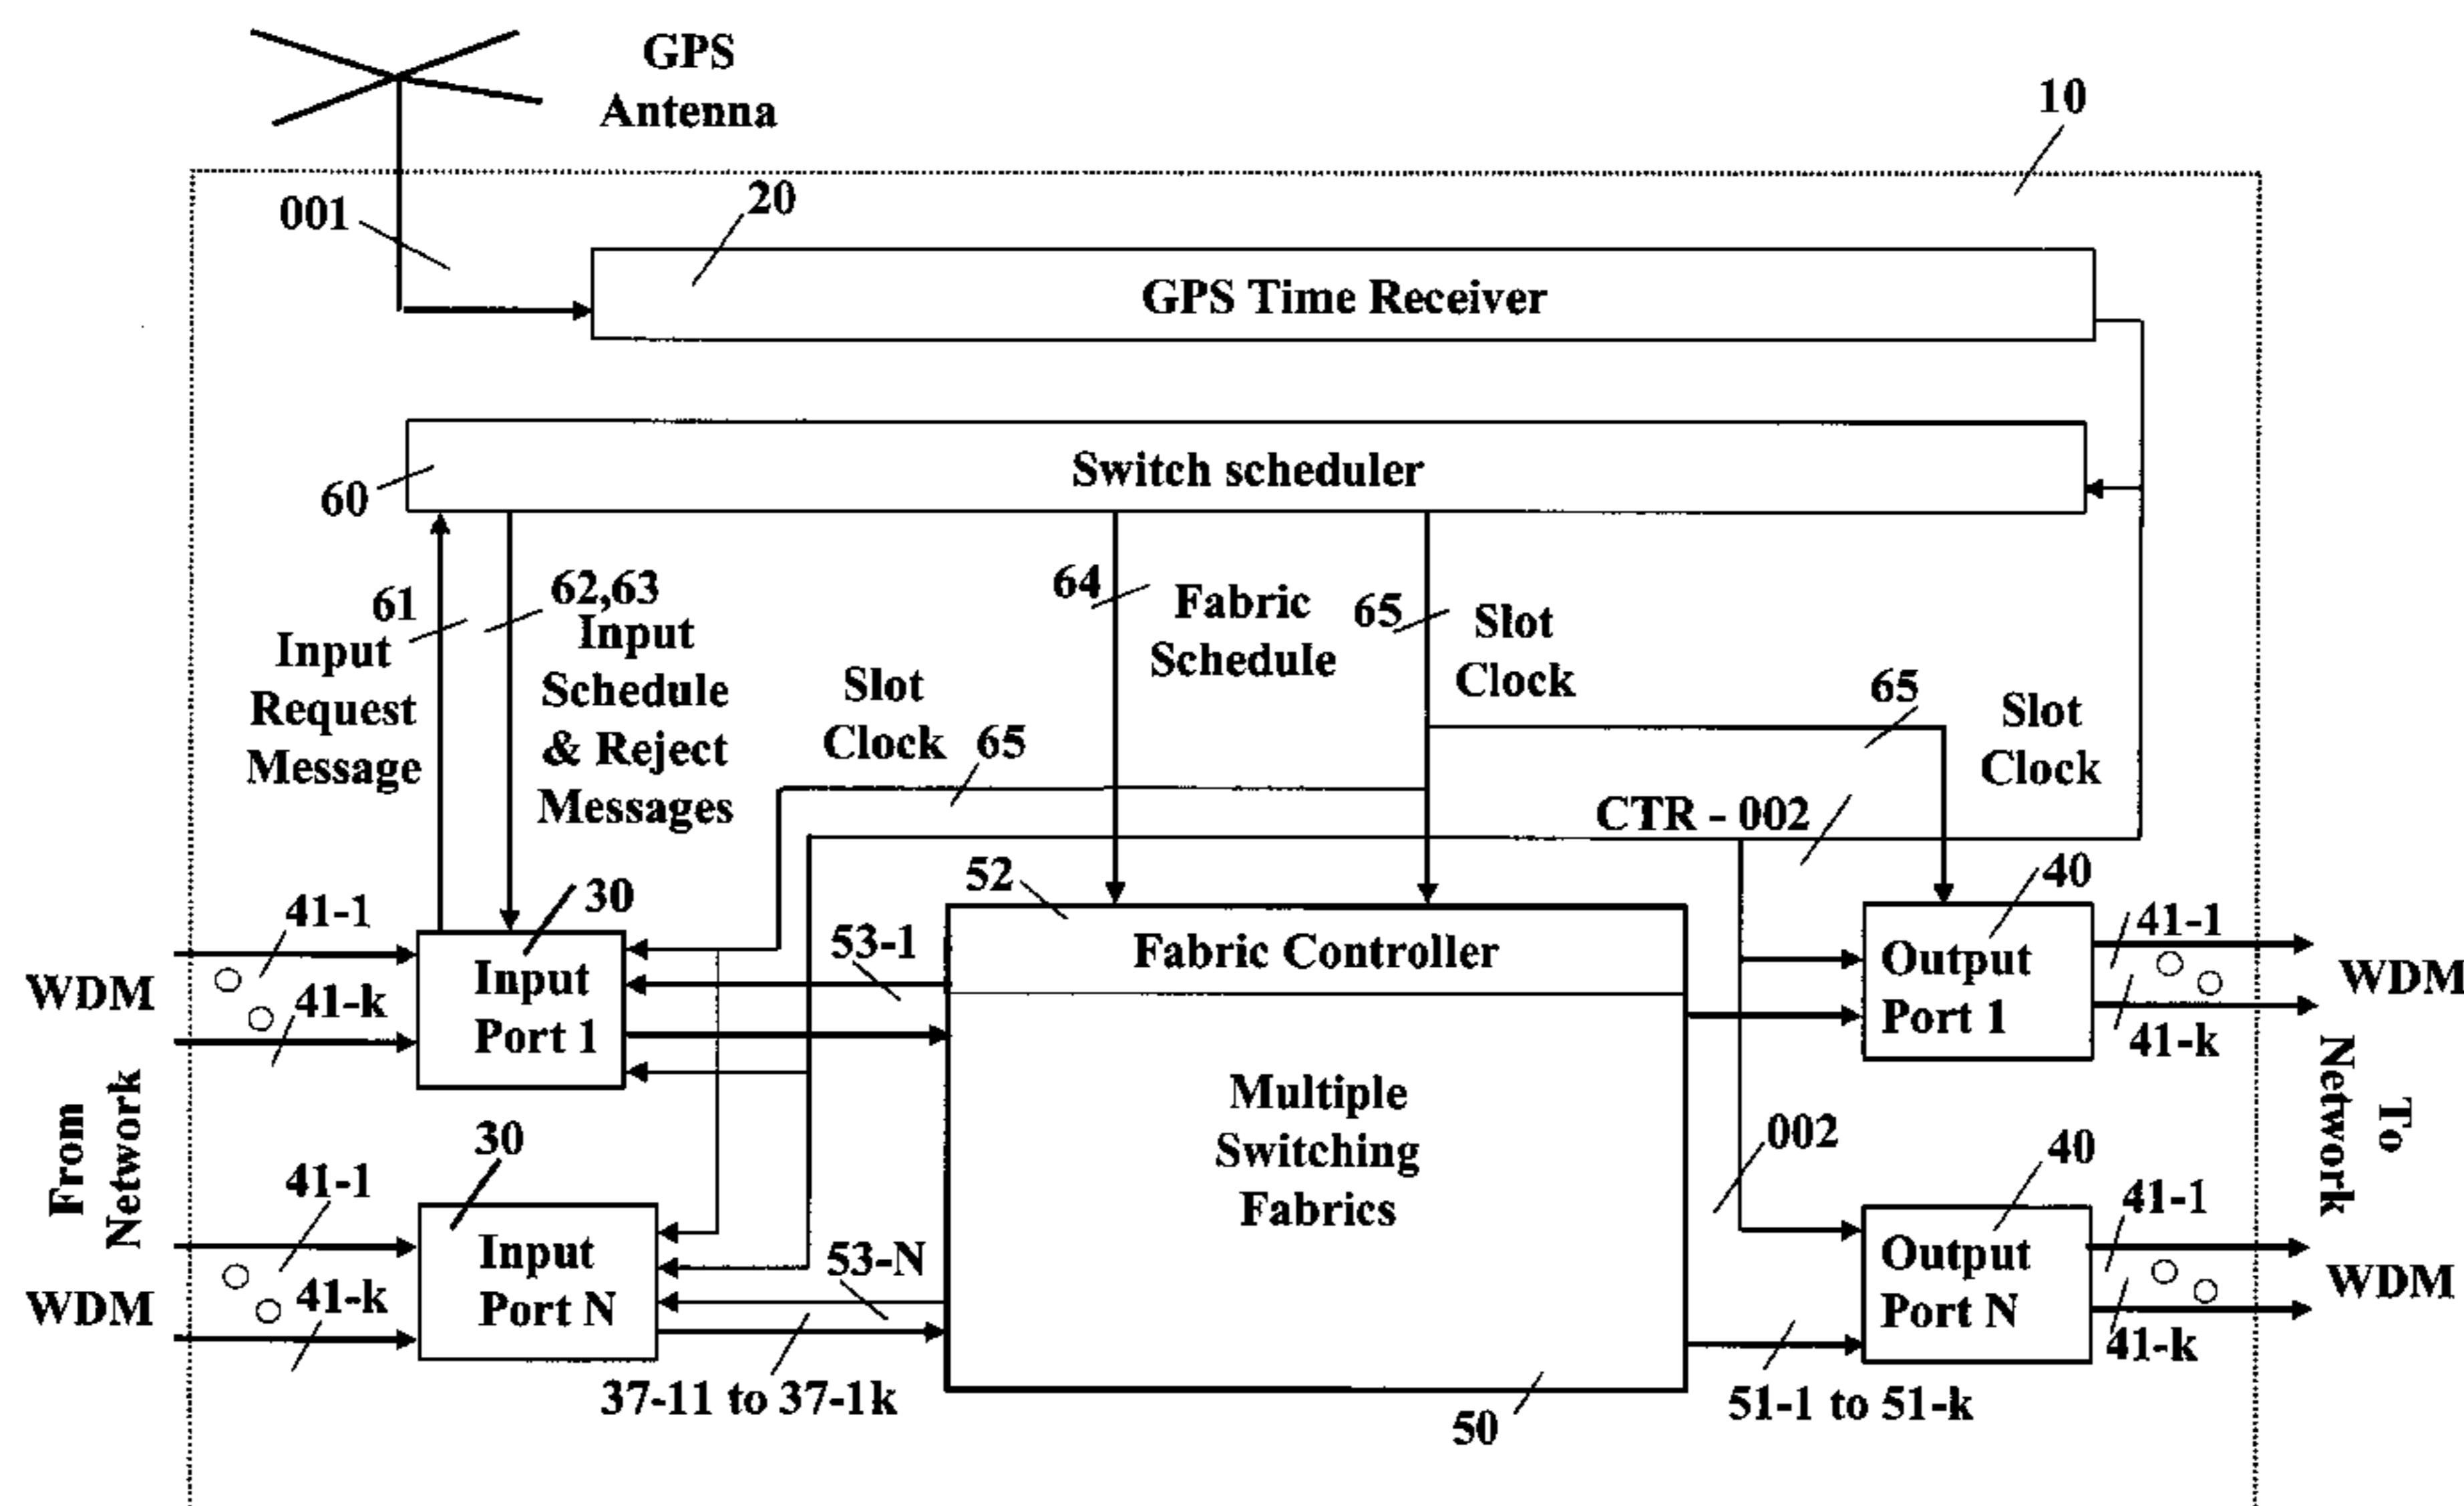 GPS
Antenna
10
001
20
GPS Time Receiver
Switch scheduler
60
61
Input
Request
Message
62,63
Input
Schedule
& Reject
Messages
64
Fabric
Schedule
65
Slot
Clock
Slot
Clock 65
65
Slot
Clock
CTR - 002
52
Fabric Controller
Multiple
Switching
Fabrics
50
30
Input
Port 1
30
Input
Port N
41-1
41-k
WDM
From
Network
41-1
41-k
WDM
53-1
53-N
37-11 to 37-1k
40
Output
Port 1
002
40
Output
Port N
51-1 to 51-k
41-1
41-k
WDM
To
Network
41-1
41-k
WDM